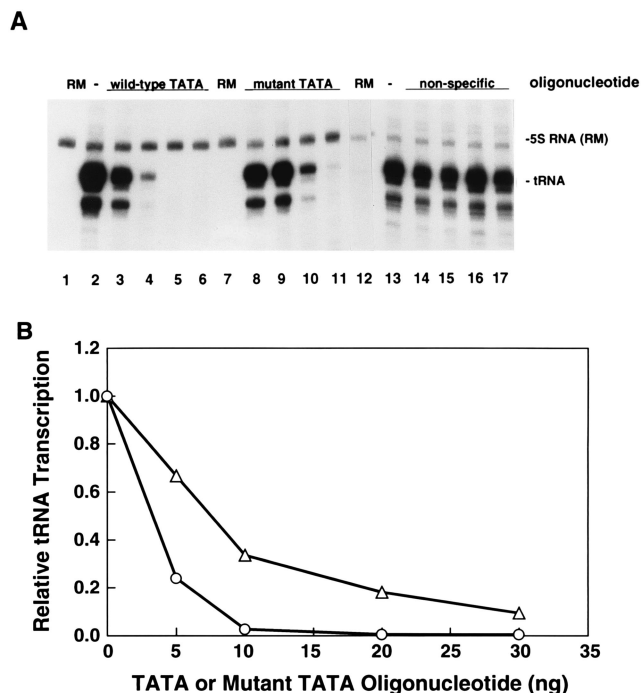 A
RM - wild-type TATA RM mutant TATA RM - non-specific oligonucleotide
-5S RNA (RM)
- tRNA
1 2 3 4 5 6 7 8 9 10 11 12 13 14 15 16 17
B
1.2
1.0
0.8
0.6
0.4
0.2
0.0
Relative tRNA Transcription
0 5 10 15 20 25 30 35
TATA or Mutant TATA Oligonucleotide (ng)